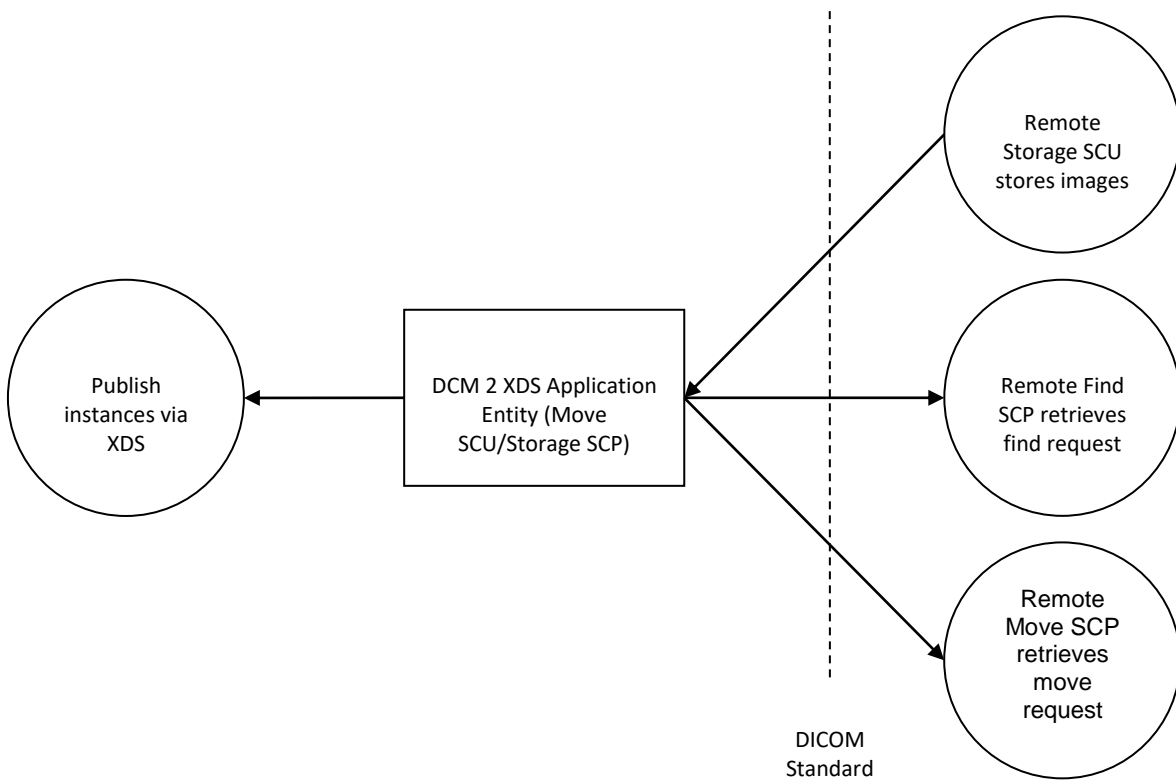 Remote
Storage SCU
stores images
Publish
instances via
XDS
DCM 2 XDS Application
Entity (Move
SCU/Storage SCP)
Remote Find
SCP retrieves
find request
Remote
Move SCP
retrieves
move
request
DICOM
Standard